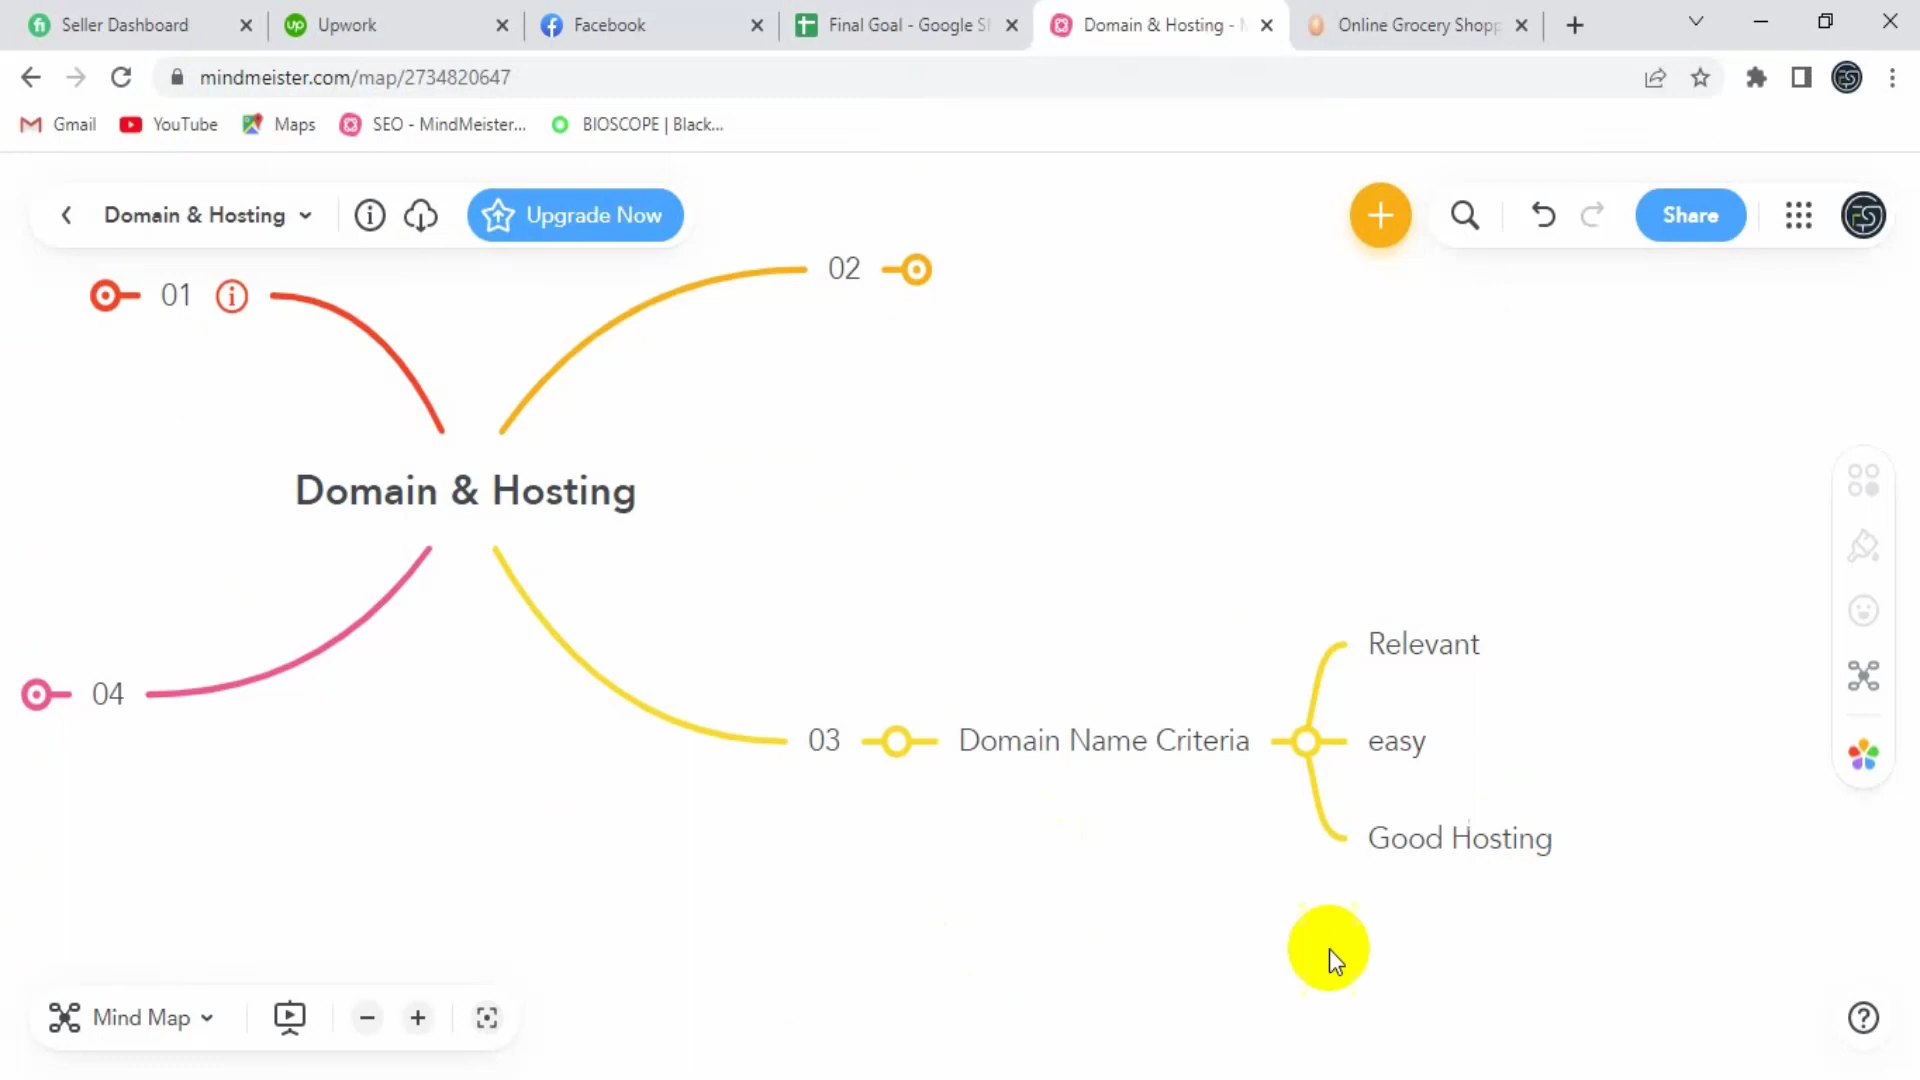 Seller Dashboard
Upwork
Facebook
Final Goal - Google S
Domain & Hosting -
Online Grocery Shopp
mindmeister.com/map/2734820647
Gmail
YouTube
Maps
SEO - MindMeister...
BIOSCOPE | Black...
Domain & Hosting
Upgrade Now
Share
01
02
Domain & Hosting
04
03
Domain Name Criteria
Relevant
easy
Good Hosting
Mind Map